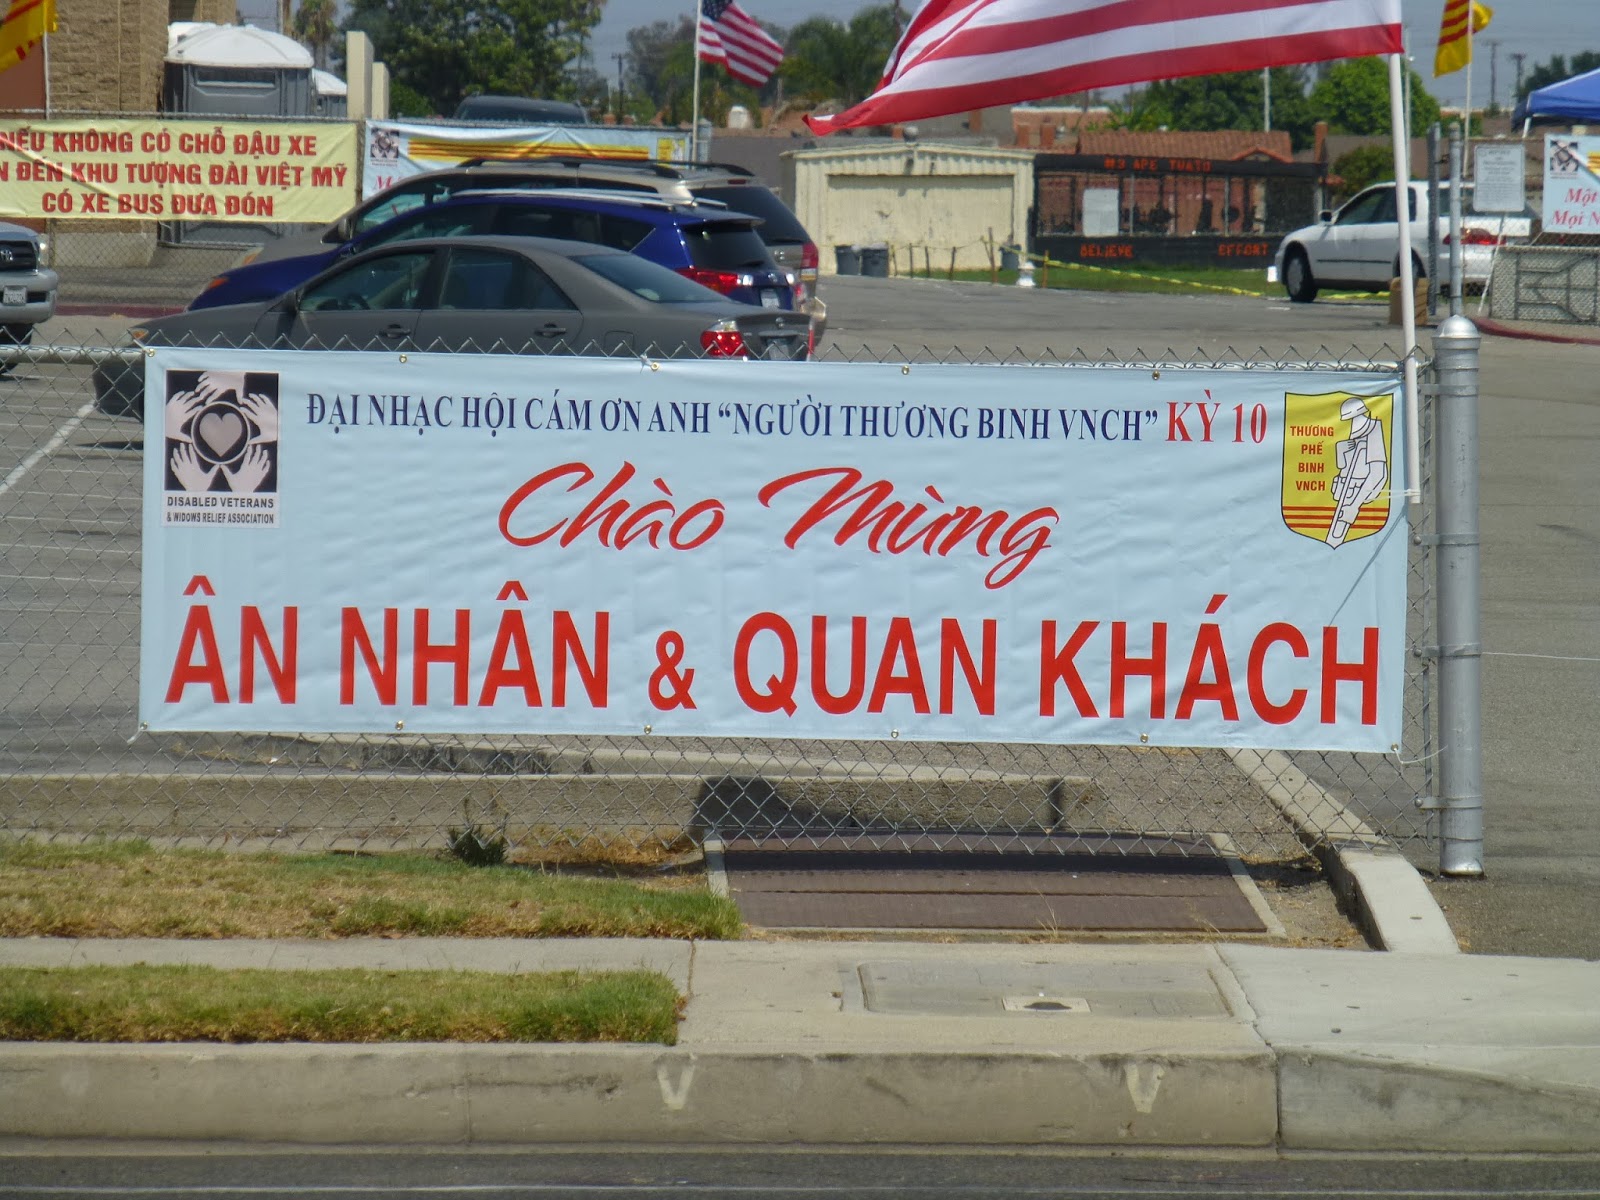 NẾU KHÔNG CÓ CHỖ ĐẬU XE
ĐẾN KHU TƯỢNG ĐÀI VIỆT MỸ
CÓ XE BUS ĐƯA ĐÓN
BELIEVE
EFFORT
Một
Mọi
ĐẠI NHẠC HỘI CÁM ƠN ANH “NGƯỜI THƯƠNG BINH VNCH” KỲ 10
Chào Mừng
ÂN NHÂN & QUAN KHÁCH
DISABLED VETERANS
& WIDOWS RELIEF ASSOCIATION
THƯƠNG
PHẾ
BINH
VNCH